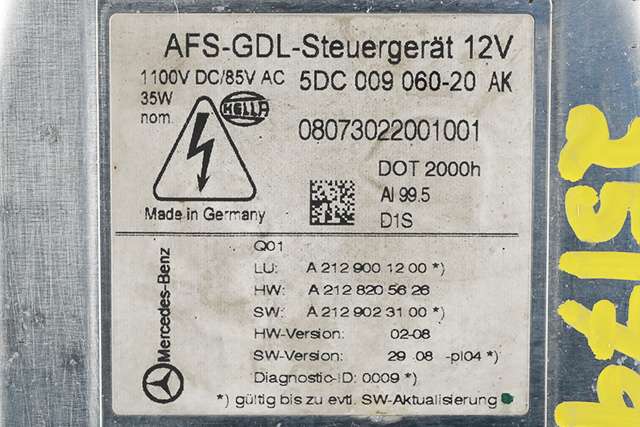 AFS-GDL-Steuergerät 12V
1100V DC/85V AC 5DC 009 060-20 AK
35W
nom.
HELLA
08073022001001
DOT 2000h
Al 99.5
D1S
Made in Germany
Mercedes-Benz
Q01
LU: A 212 900 12 00 *)
HW: A 212 820 56 26
SW: A 212 902 31 00 *)
HW-Version: 02-08
SW-Version: 29 .08 -pl04 *)
Diagnostic-ID: 0009 *)
*) gültig bis zu evtl. SW-Aktualisierung